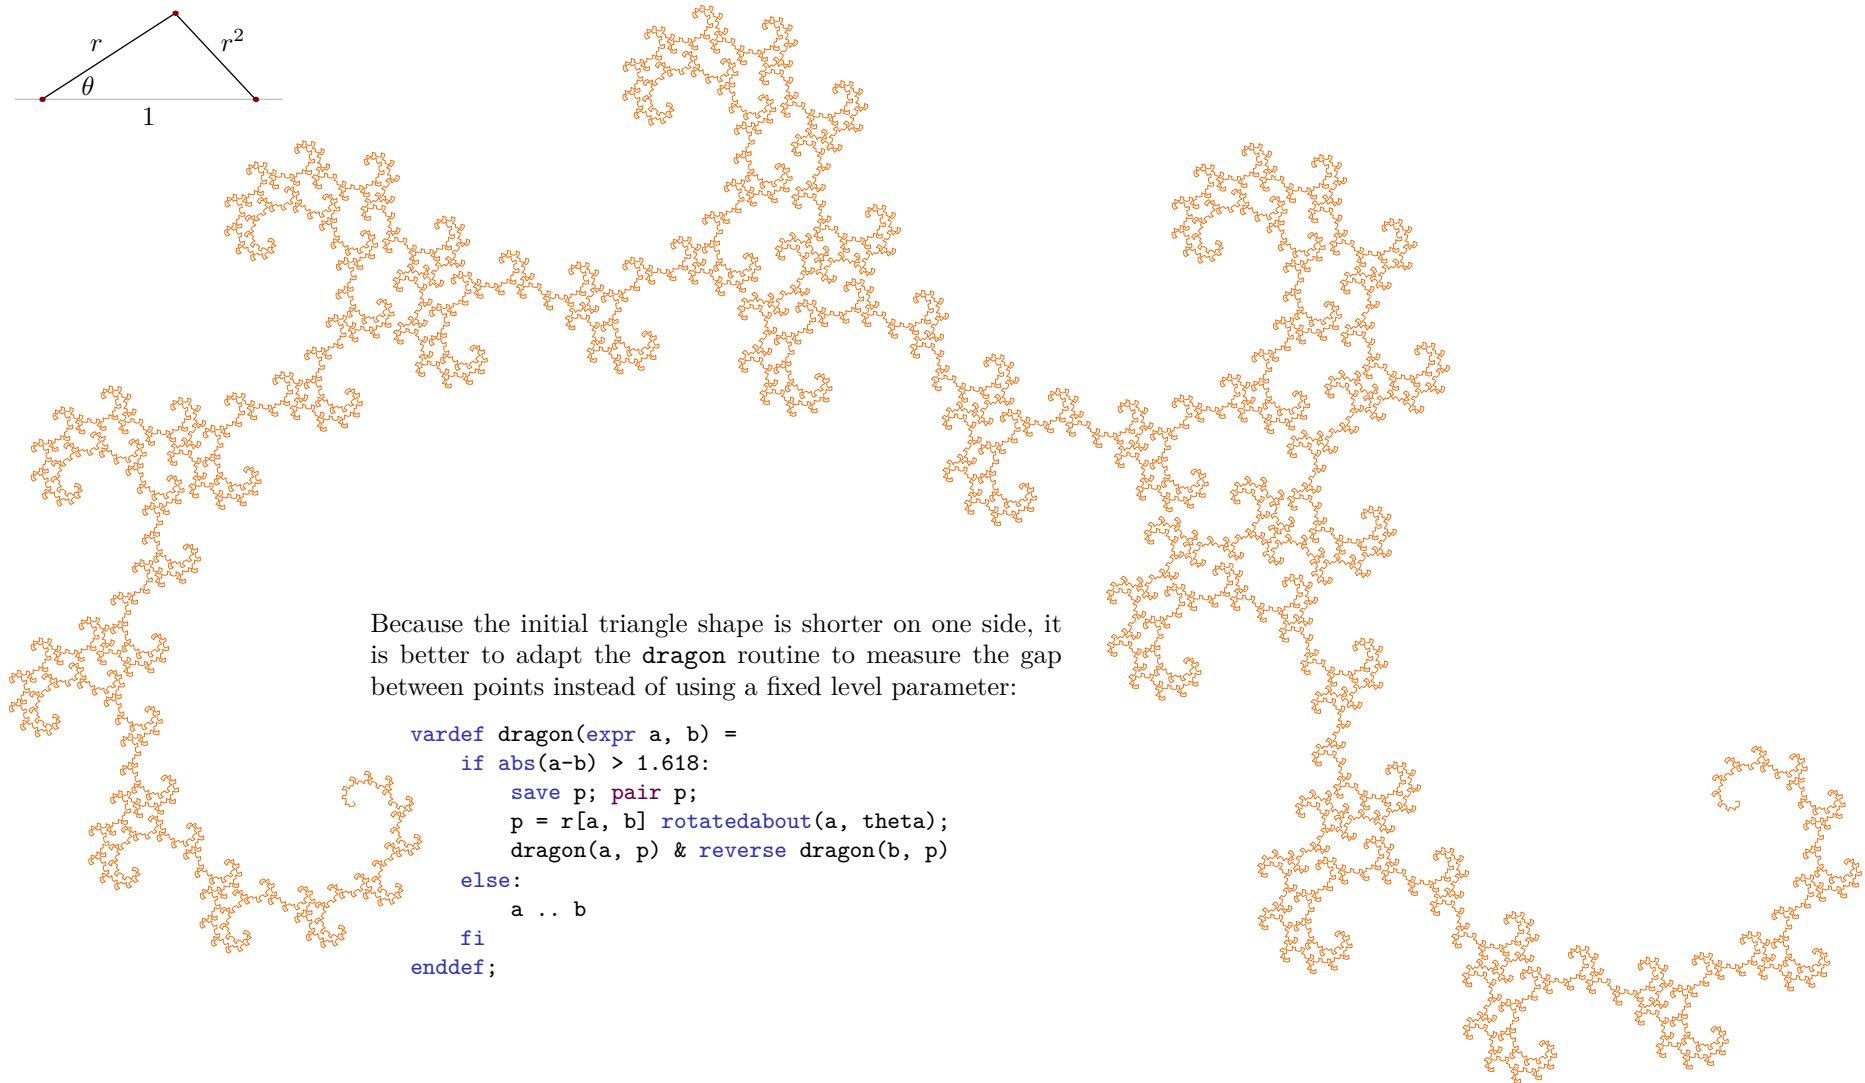 r
r²
θ
1
Because the initial triangle shape is shorter on one side, it
is better to adapt the dragon routine to measure the gap
between points instead of using a fixed level parameter:
vardef dragon(expr a, b) =
    if abs(a-b) > 1.618:
        save p; pair p;
        p = r[a, b] rotatedabout(a, theta);
        dragon(a, p) & reverse dragon(b, p)
    else:
        a .. b
    fi
enddef;